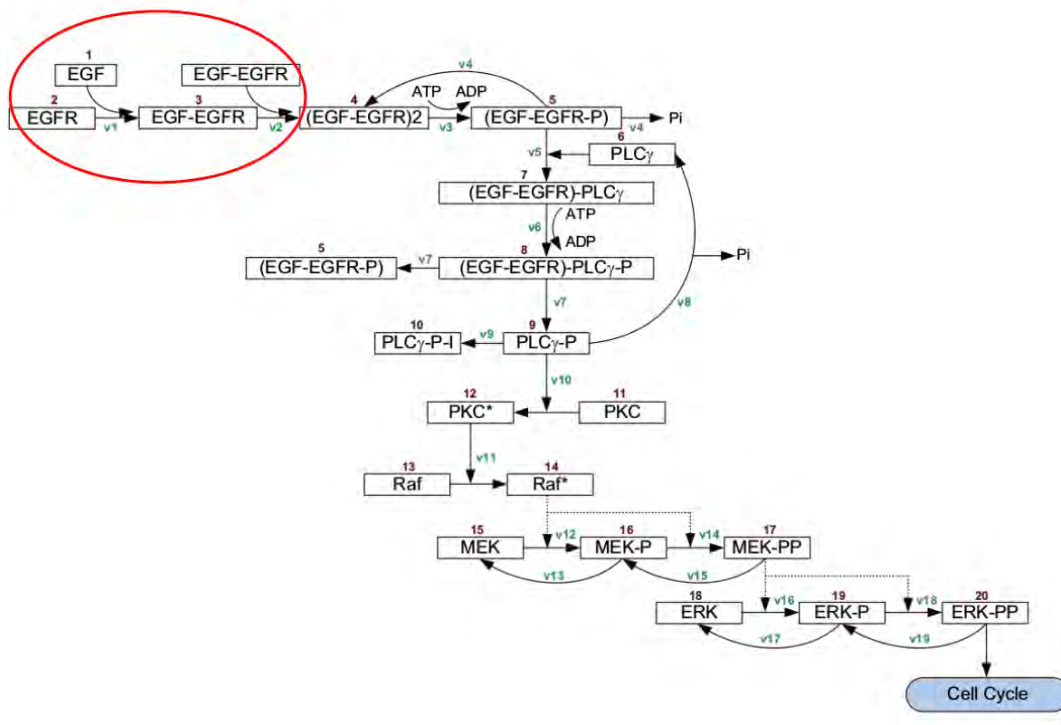 1
EGF
EGF-EGFR
v4
2
3
4
ATP
ADP
5
EGFR
v1
EGF-EGFR
v2
(EGF-EGFR)2
v3
(EGF-EGFR-P)
v4
Pi
6
v5
PLCγ
7
(EGF-EGFR)-PLCγ
v6
ATP
ADP
5
8
(EGF-EGFR-P)
v7
(EGF-EGFR)-PLCγ-P
Pi
v7
v8
10
9
PLCγ-P-I
v9
PLCγ-P
v10
12
11
PKC*
PKC
v11
13
14
Raf
Raf*
15
v12
16
v14
17
MEK
MEK-P
MEK-PP
v13
v15
18
v16
19
v18
20
ERK
ERK-P
ERK-PP
v17
v19
Cell Cycle